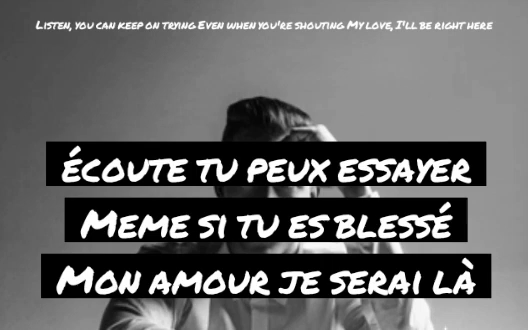 Listen, you can keep on trying Even when you're shouting My love, I'll be right here
écoute tu peux essayer
Meme si tu es blessé
Mon amour je serai là